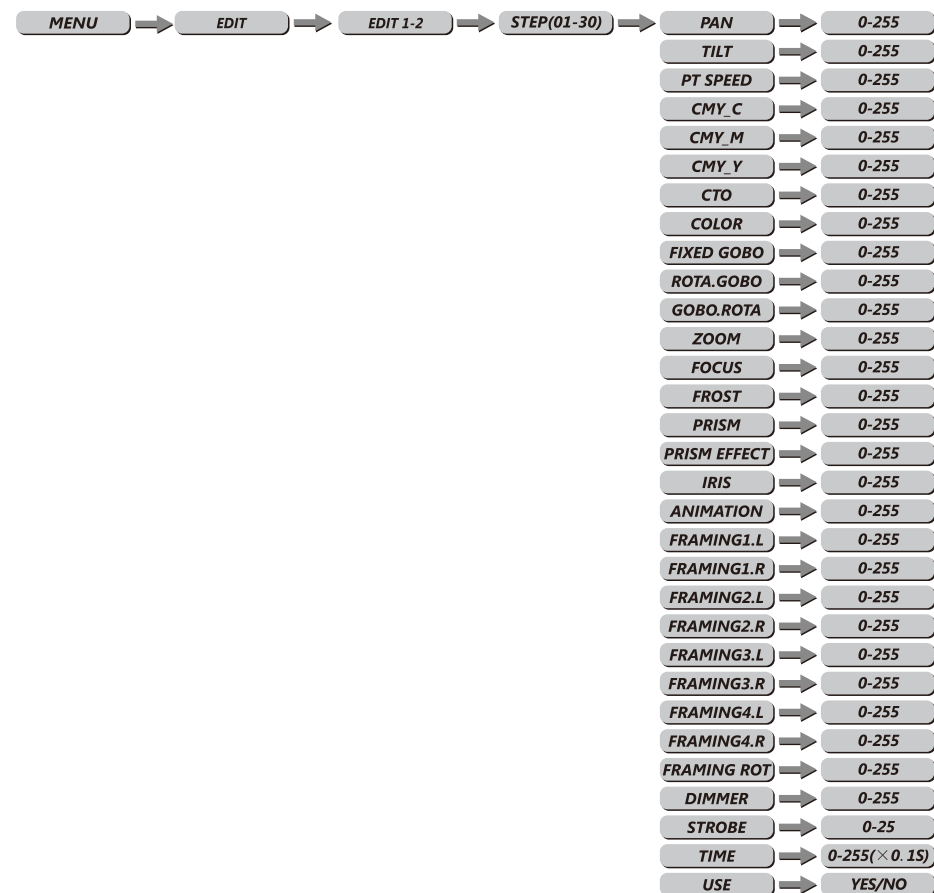 MENU EDIT EDIT 1-2 STEP(01-30) PAN 0-255
TILT 0-255
PT SPEED 0-255
CMY_C 0-255
CMY_M 0-255
CMY_Y 0-255
CTO 0-255
COLOR 0-255
FIXED GOBO 0-255
ROTA.GOBO 0-255
GOBO.ROTA 0-255
ZOOM 0-255
FOCUS 0-255
FROST 0-255
PRISM 0-255
PRISM EFFECT 0-255
IRIS 0-255
ANIMATION 0-255
FRAMING1.L 0-255
FRAMING1.R 0-255
FRAMING2.L 0-255
FRAMING2.R 0-255
FRAMING3.L 0-255
FRAMING3.R 0-255
FRAMING4.L 0-255
FRAMING4.R 0-255
FRAMING ROT 0-255
DIMMER 0-255
STROBE 0-25
TIME 0-255(×0.1S)
USE YES/NO